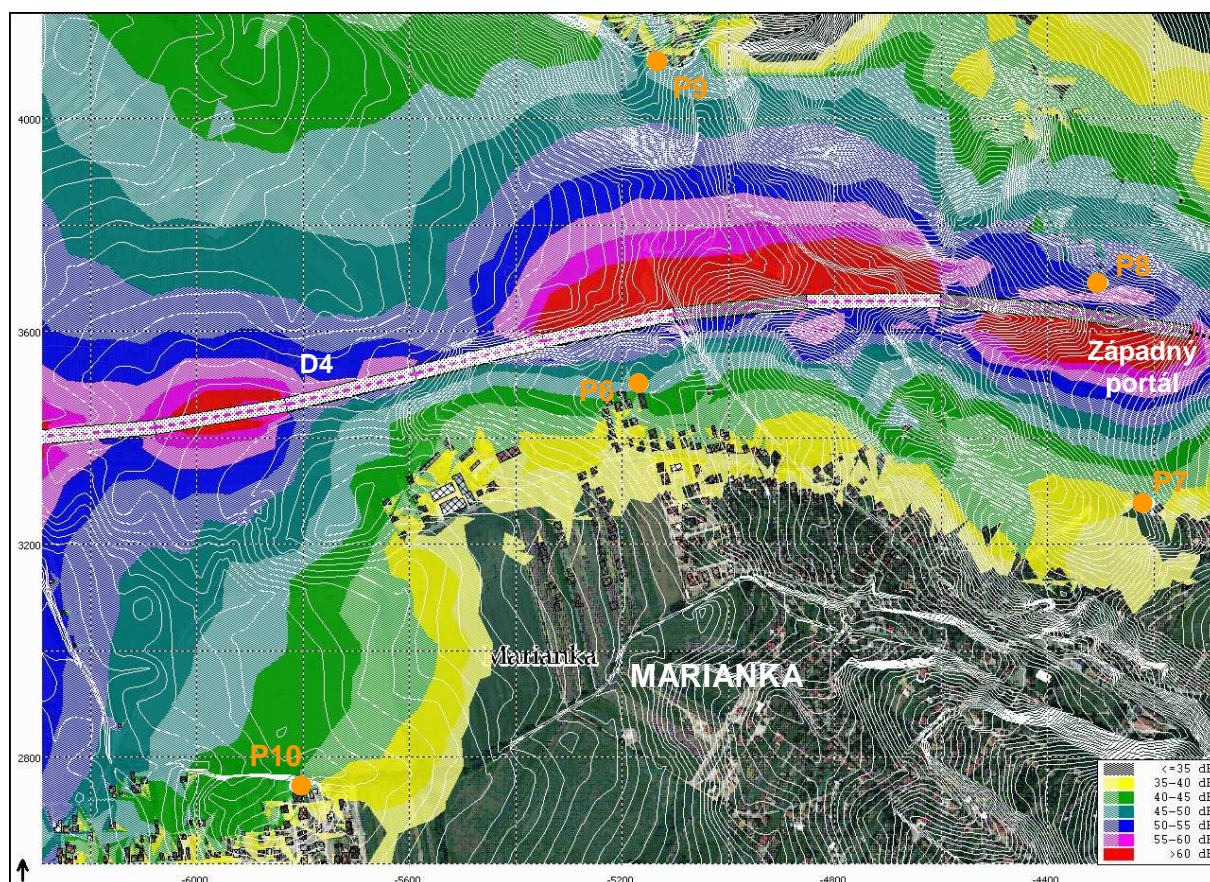 P9
4000
P8
3600
D4
Západný
portál
P6
P7
3200
Marianka
MARIANKA
2800
P10
<=35 dB
35-40 dB
40-45 dB
45-50 dB
50-55 dB
55-60 dB
>60 dB
-6000
-5600
-5200
-4800
-4400